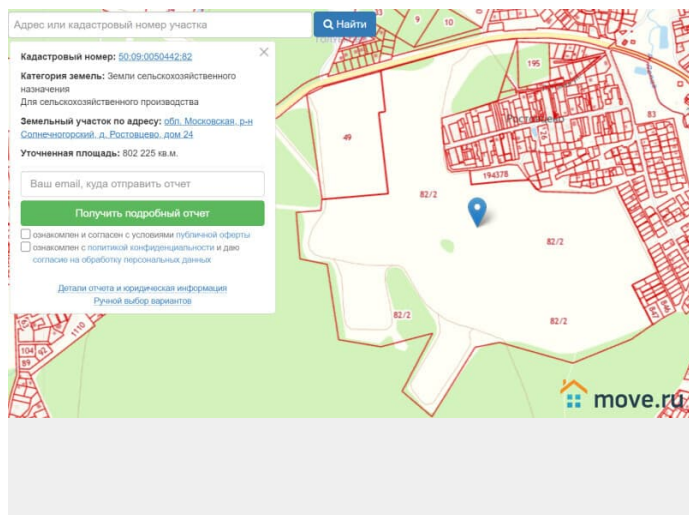 Адрес или кадастровый номер участка
Найти
Кадастровый номер: 50:09:0050442:82
Категория земель: Земли сельскохозяйственного
назначения
Для сельскохозяйственного производства
Земельный участок по адресу: обл. Московская, р-н
Солнечногорский, д. Ростовцево, дом 24
Уточненная площадь: 802 225 кв.м.
Ваш email, куда отправить отчет
Получить подробный отчет
ознакомлен и согласен с условиями публичной оферты
ознакомлен с политикой конфиденциальности и даю
согласие на обработку персональных данных
Детали отчета и юридическая информация
Ручной выбор вариантов
9
10
195
49
83
194378
82/2
82/2
82/2
82/2
847
846
1110
104
92
89
move.ru